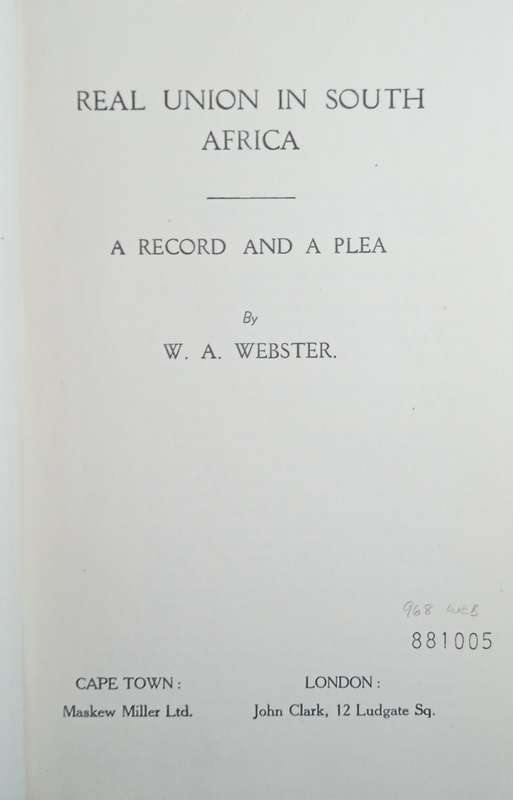 REAL UNION IN SOUTH
AFRICA
A RECORD AND A PLEA
By
W. A. WEBSTER.
968 WEB
881005
CAPE TOWN :
Maskew Miller Ltd.
LONDON :
John Clark, 12 Ludgate Sq.